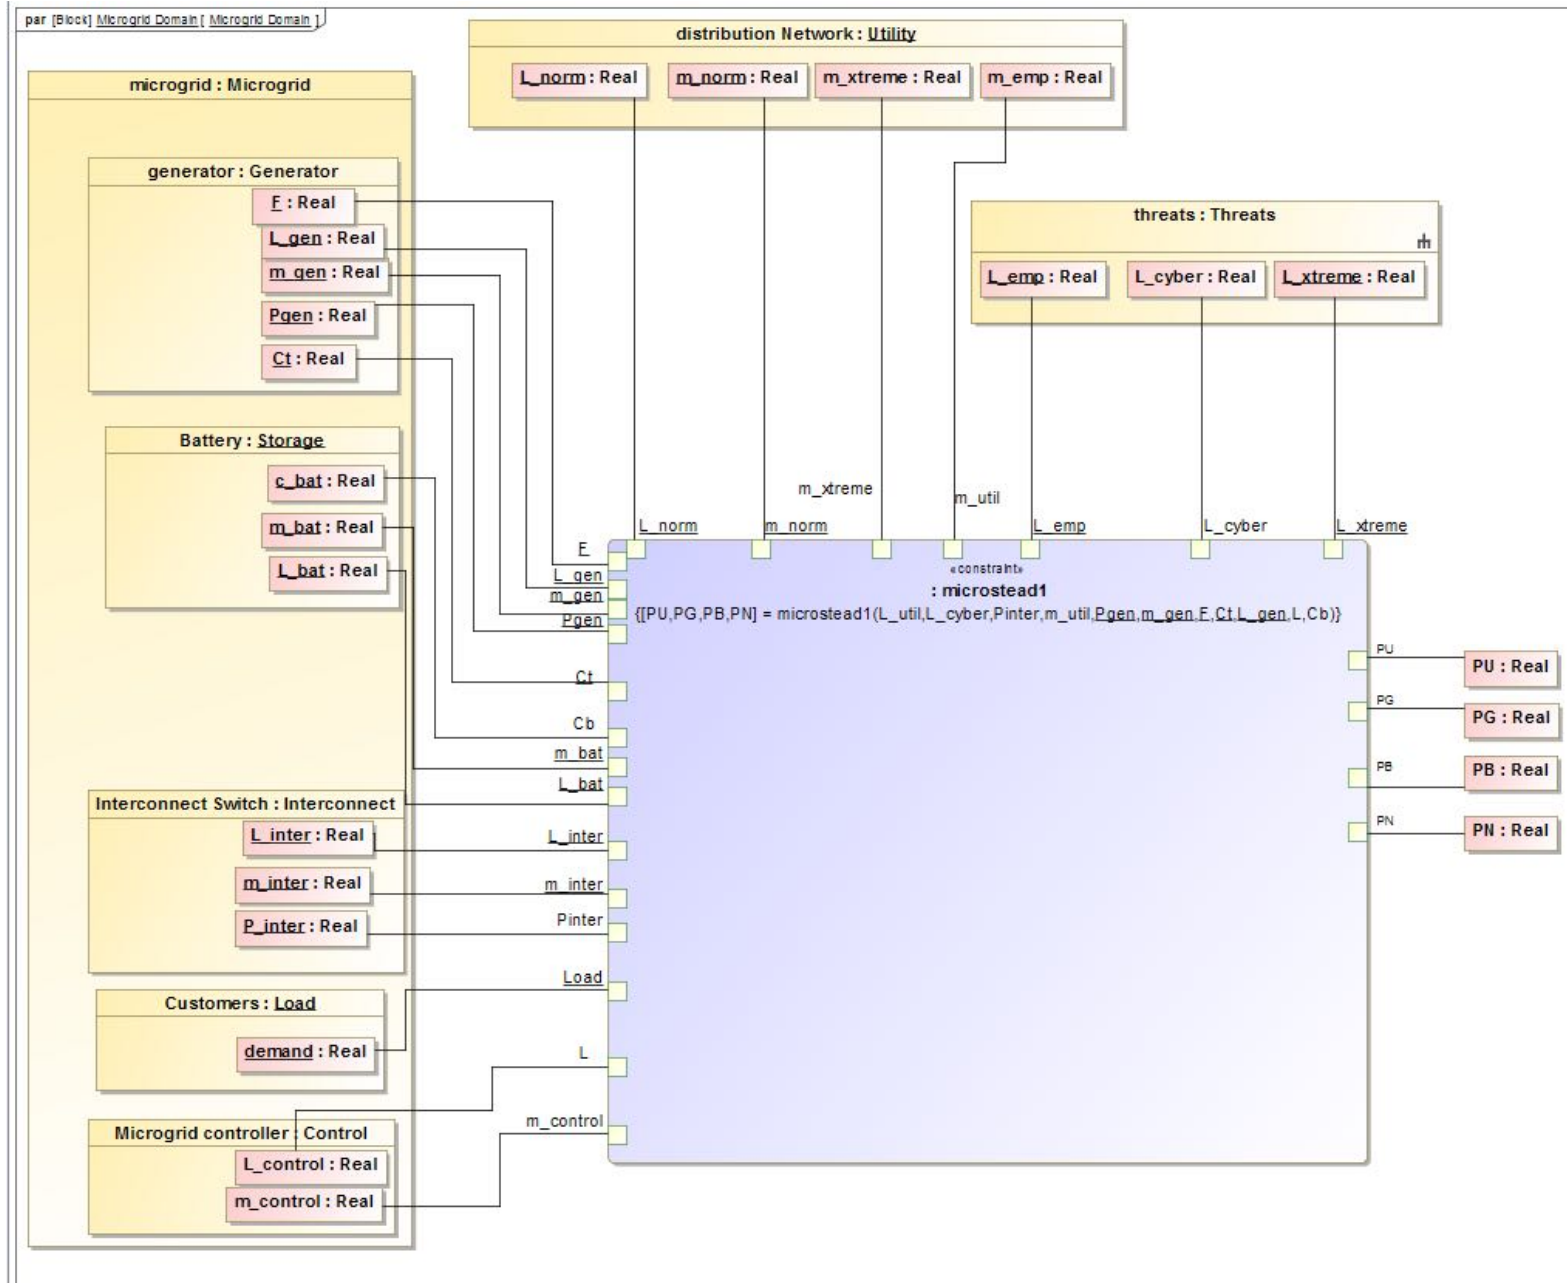 par [Block] Microgrid Domain [ Microgrid Domain ]
distribution Network : Utility
L_norm : Real
m_norm : Real
m_xtreme : Real
m_emp : Real
microgrid : Microgrid
generator : Generator
F : Real
L_gen : Real
m_gen : Real
Pgen : Real
Ct : Real
threats : Threats
L_emp : Real
L_cyber : Real
L_xtreme : Real
Battery : Storage
c_bat : Real
m_bat : Real
L_bat : Real
Interconnect Switch : Interconnect
L_inter : Real
m_inter : Real
P_inter : Real
Customers : Load
demand : Real
Microgrid controller : Control
L_control : Real
m_control : Real
L_norm
m_norm
m_xtreme
m_util
L_emp
L_cyber
L_xtreme
F
L_gen
m_gen
Pgen
Ct
Cb
m_bat
L_bat
L_inter
m_inter
Pinter
Load
L
m_control
«constraint»
: microstead1
{[PU,PG,PB,PN] = microstead1(L_util,L_cyber,Pinter,m_util,Pgen,m_gen,F,Ct,L_gen,L,Cb)}
PU
PU : Real
PG
PG : Real
PB
PB : Real
PN
PN : Real